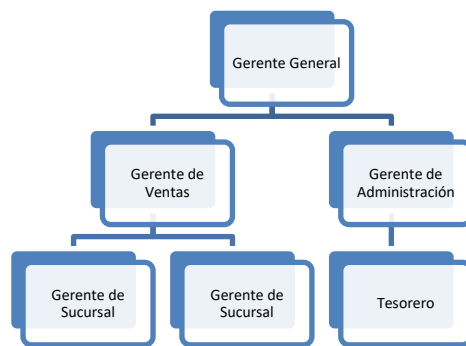 Gerente General
Gerente de
Ventas
Gerente de
Administración
Gerente de
Sucursal
Gerente de
Sucursal
Tesorero